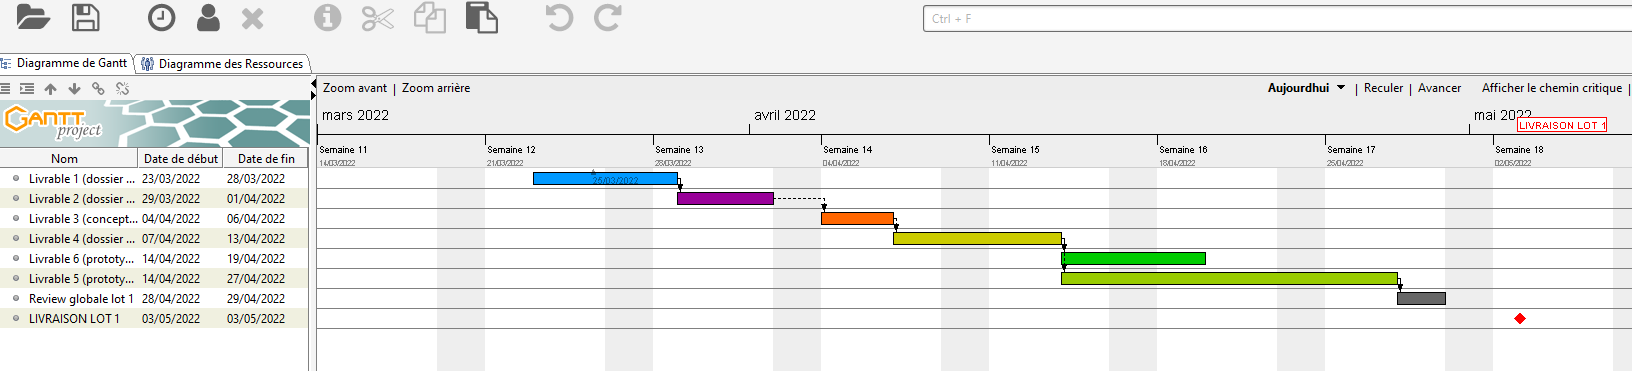 Ctrl + F
Diagramme de Gantt
Diagramme des Ressources
Zoom avant | Zoom arrière
Aujourdhui | Reculer | Avancer Afficher le chemin critique |
GANTT
project
mars 2022 avril 2022 mai 2022
LIVRAISON LOT 1
Semaine 11 Semaine 12 Semaine 13 Semaine 14 Semaine 15 Semaine 16 Semaine 17 Semaine 18
14/03/2022 21/03/2022 28/03/2022 04/04/2022 11/04/2022 18/04/2022 25/04/2022 02/05/2022
Nom Date de début Date de fin
Livrable 1 (dossier ... 23/03/2022 28/03/2022
25/03/2022
Livrable 2 (dossier ... 29/03/2022 01/04/2022
Livrable 3 (concept... 04/04/2022 06/04/2022
Livrable 4 (dossier ... 07/04/2022 13/04/2022
Livrable 6 (prototy... 14/04/2022 19/04/2022
Livrable 5 (prototy... 14/04/2022 27/04/2022
Review globale lot 1 28/04/2022 29/04/2022
LIVRAISON LOT 1 03/05/2022 03/05/2022